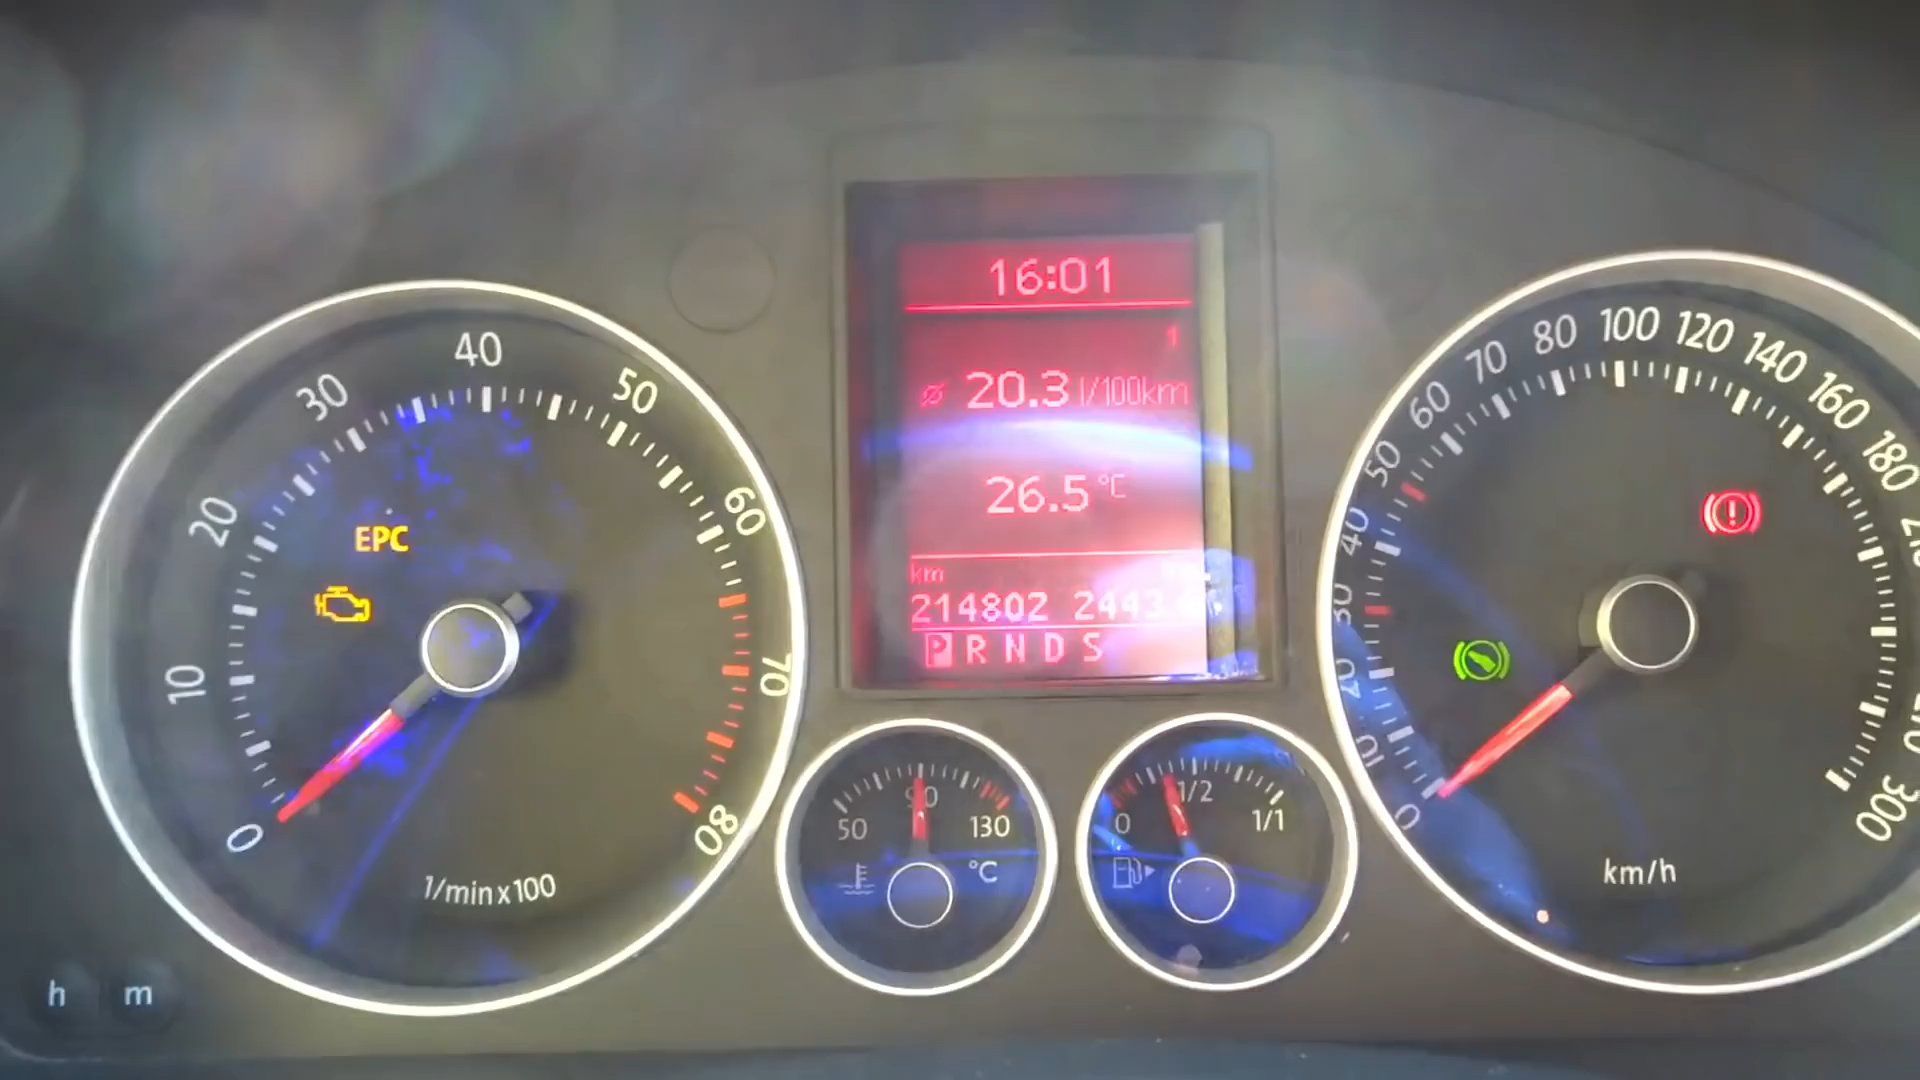 16:01
1
ø 20.3 l/100km
26.5 °C
km
214802 2443
P R N D S
0 10 20 30 40 50 60 70 80
EPC
1/min x 100
50 90 130
°C
0 1/2 1/1
0 10 20 30 40 50 60 70 80 100 120 140 160 180 300
km/h
h m